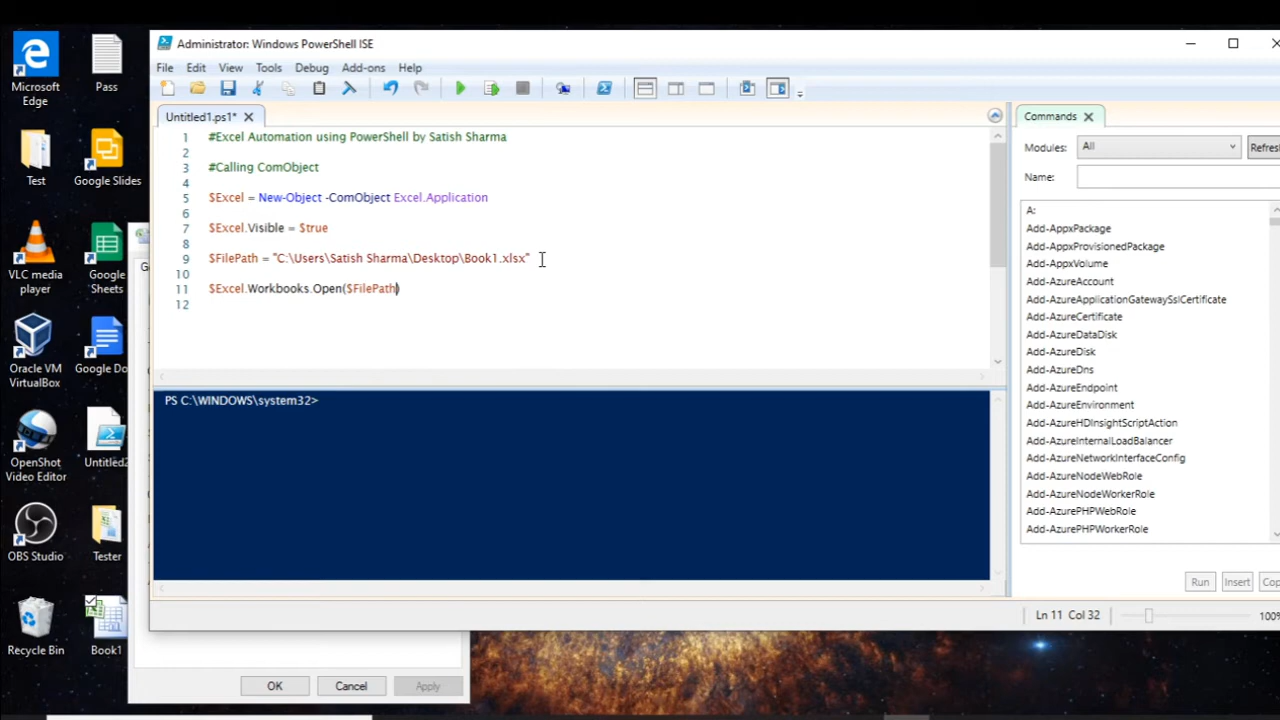 Microsoft Edge
Pass
Test
Google Slides
VLC media player
Google Sheets
Oracle VM VirtualBox
Google Do
OpenShot Video Editor
Untitled2
OBS Studio
Tester
Recycle Bin
Book1
Administrator: Windows PowerShell ISE
File Edit View Tools Debug Add-ons Help
Untitled1.ps1*
1 #Excel Automation using PowerShell by Satish Sharma
2
3 #Calling ComObject
4
5 $Excel = New-Object -ComObject Excel.Application
6
7 $Excel.Visible = $true
8
9 $FilePath = "C:\Users\Satish Sharma\Desktop\Book1.xlsx"
10
11 $Excel.Workbooks.Open($FilePath)
12
PS C:\WINDOWS\system32>
Commands
Modules: All Refres
Name:
A:
Add-AppxPackage
Add-AppxProvisionedPackage
Add-AppxVolume
Add-AzureAccount
Add-AzureApplicationGatewaySslCertificate
Add-AzureCertificate
Add-AzureDataDisk
Add-AzureDisk
Add-AzureDns
Add-AzureEndpoint
Add-AzureEnvironment
Add-AzureHDInsightScriptAction
Add-AzureInternalLoadBalancer
Add-AzureNetworkInterfaceConfig
Add-AzureNodeWebRole
Add-AzureNodeWorkerRole
Add-AzurePHPWebRole
Add-AzurePHPWorkerRole
Run Insert Cop
Ln 11 Col 32 100%
OK Cancel Apply